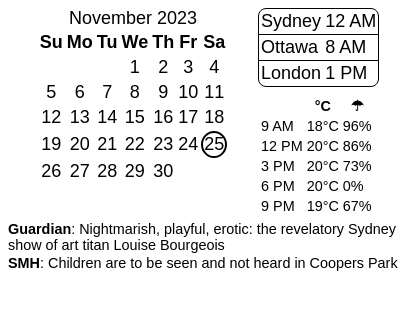 November 2023
Su Mo Tu We Th Fr Sa
1 2 3 4
5 6 7 8 9 10 11
12 13 14 15 16 17 18
19 20 21 22 23 24 25
26 27 28 29 30
Sydney 12 AM
Ottawa 8 AM
London 1 PM
°C ☂
9 AM 18°C 96%
12 PM 20°C 86%
3 PM 20°C 73%
6 PM 20°C 0%
9 PM 19°C 67%
Guardian: Nightmarish, playful, erotic: the revelatory Sydney
show of art titan Louise Bourgeois
SMH: Children are to be seen and not heard in Coopers Park